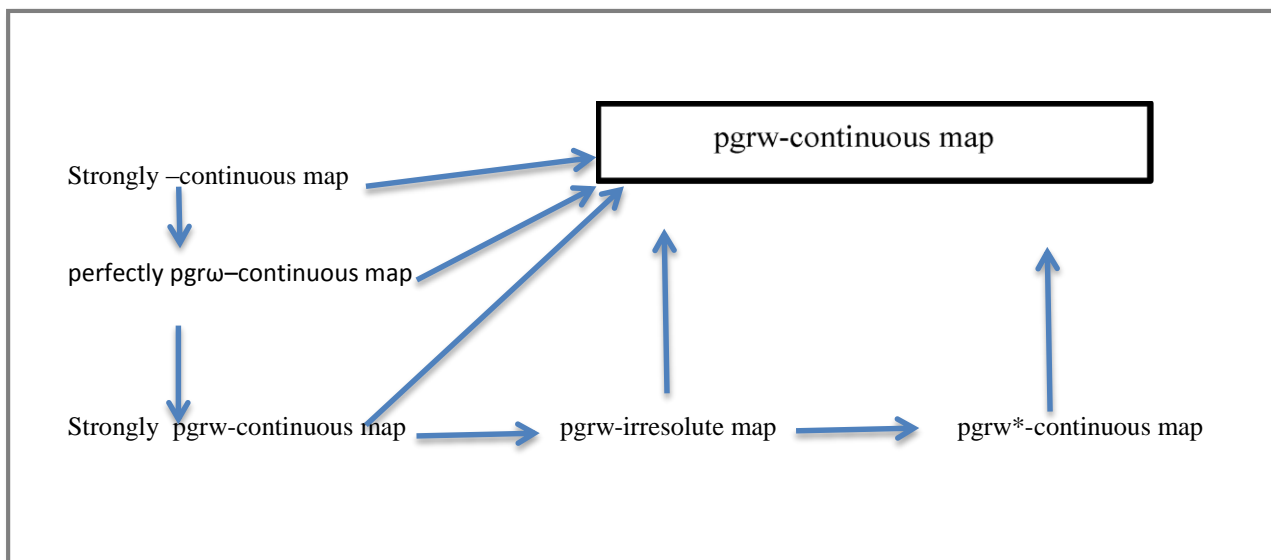 pgrw-continuous map
Strongly –continuous map
perfectly pgrω–continuous map
Strongly pgrw-continuous map
pgrw-irresolute map
pgrw*-continuous map